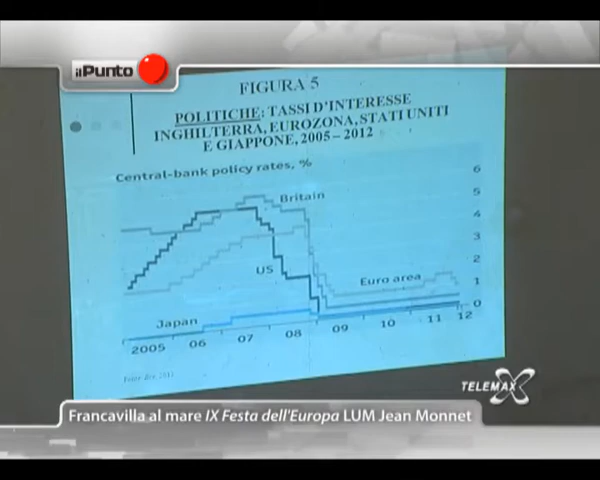 ilPunto
FIGURA 5
POLITICHE: TASSI D'INTERESSE
INGHILTERRA, EUROZONA, STATI UNITI
E GIAPPONE, 2005 – 2012
Central-bank policy rates, %
6
5
4
3
2
1
0
Britain
US
Euro area
Japan
2005 06 07 08 09 10 11 12
TELEMAX
Francavilla al mare IX Festa dell'Europa LUM Jean Monnet